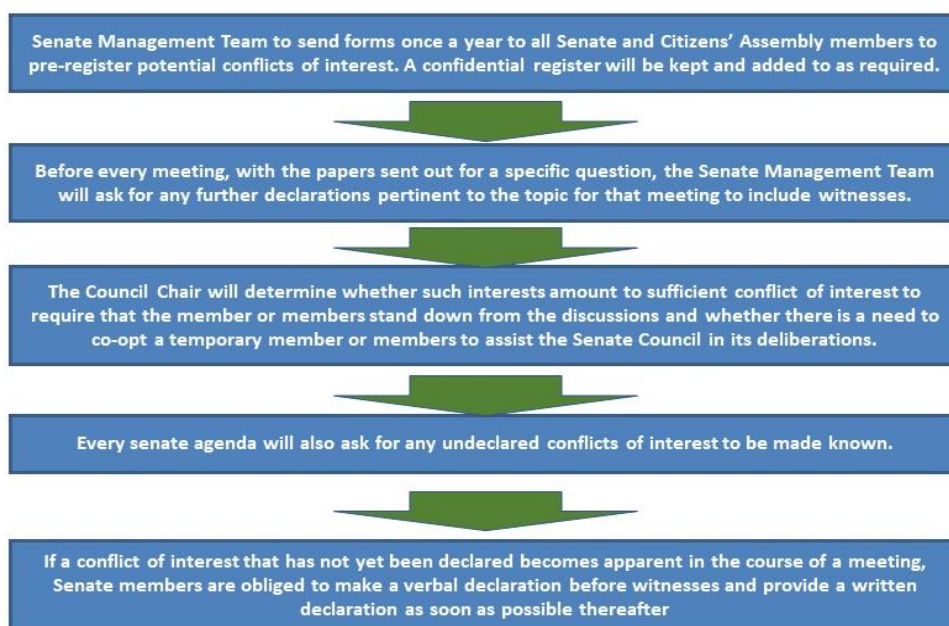 Senate Management Team to send forms once a year to all Senate and Citizens’ Assembly members to
pre-register potential conflicts of interest. A confidential register will be kept and added to as required.
Before every meeting, with the papers sent out for a specific question, the Senate Management Team
will ask for any further declarations pertinent to the topic for that meeting to include witnesses.
The Council Chair will determine whether such interests amount to sufficient conflict of interest to
require that the member or members stand down from the discussions and whether there is a need to
co-opt a temporary member or members to assist the Senate Council in its deliberations.
Every senate agenda will also ask for any undeclared conflicts of interest to be made known.
If a conflict of interest that has not yet been declared becomes apparent in the course of a meeting,
Senate members are obliged to make a verbal declaration before witnesses and provide a written
declaration as soon as possible thereafter